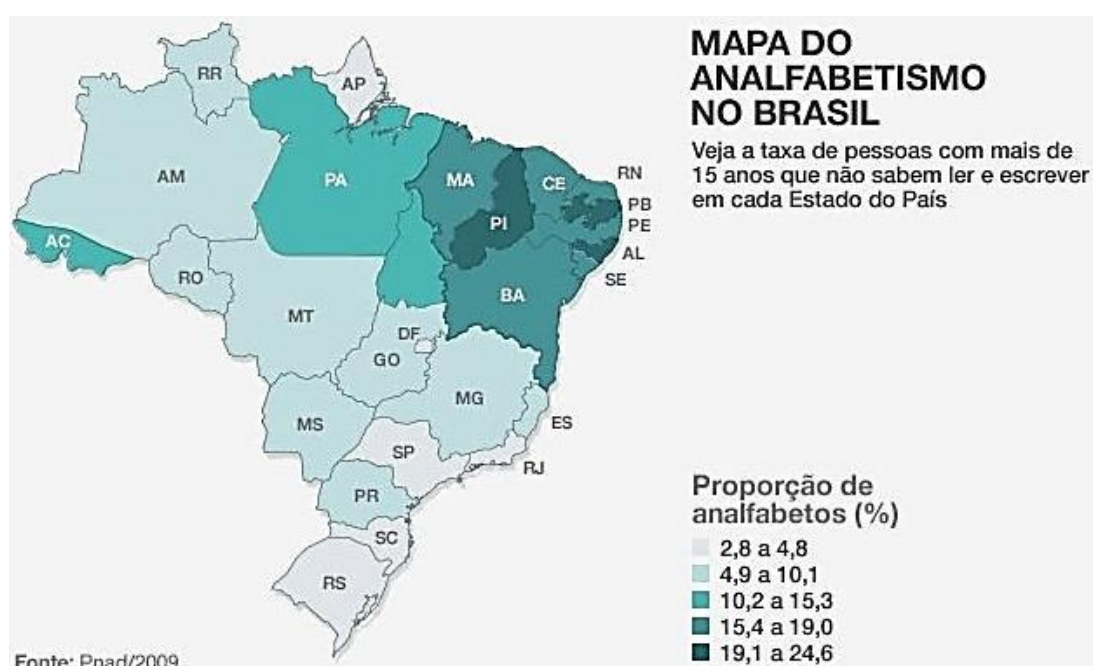 MAPA DO
ANALFABETISMO
NO BRASIL
Veja a taxa de pessoas com mais de
15 anos que não sabem ler e escrever
em cada Estado do País
RR
AP
AM
PA
MA
CE
RN
PB
PE
PI
AL
SE
AC
RO
BA
MT
DF
GO
MG
MS
ES
SP
RJ
PR
SC
RS
Proporção de
analfabetos (%)
2,8 a 4,8
4,9 a 10,1
10,2 a 15,3
15,4 a 19,0
19,1 a 24,6
Fonte: Pnad/2009